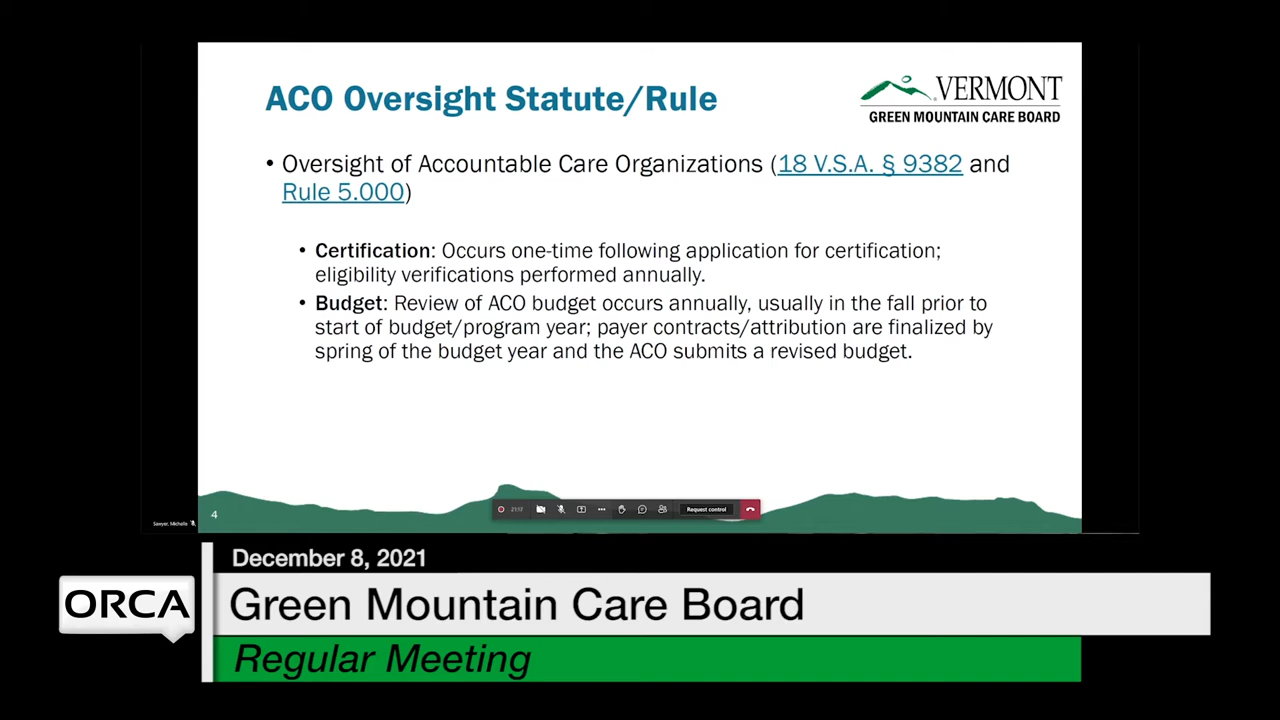 ACO Oversight Statute/Rule
VERMONT
GREEN MOUNTAIN CARE BOARD
• Oversight of Accountable Care Organizations (18 V.S.A. § 9382 and
Rule 5.000)
• Certification: Occurs one-time following application for certification;
eligibility verifications performed annually.
• Budget: Review of ACO budget occurs annually, usually in the fall prior to
start of budget/program year; payer contracts/attribution are finalized by
spring of the budget year and the ACO submits a revised budget.
4
21:17
Request control
Sawyer, Michelle
December 8, 2021
ORCA
Green Mountain Care Board
Regular Meeting